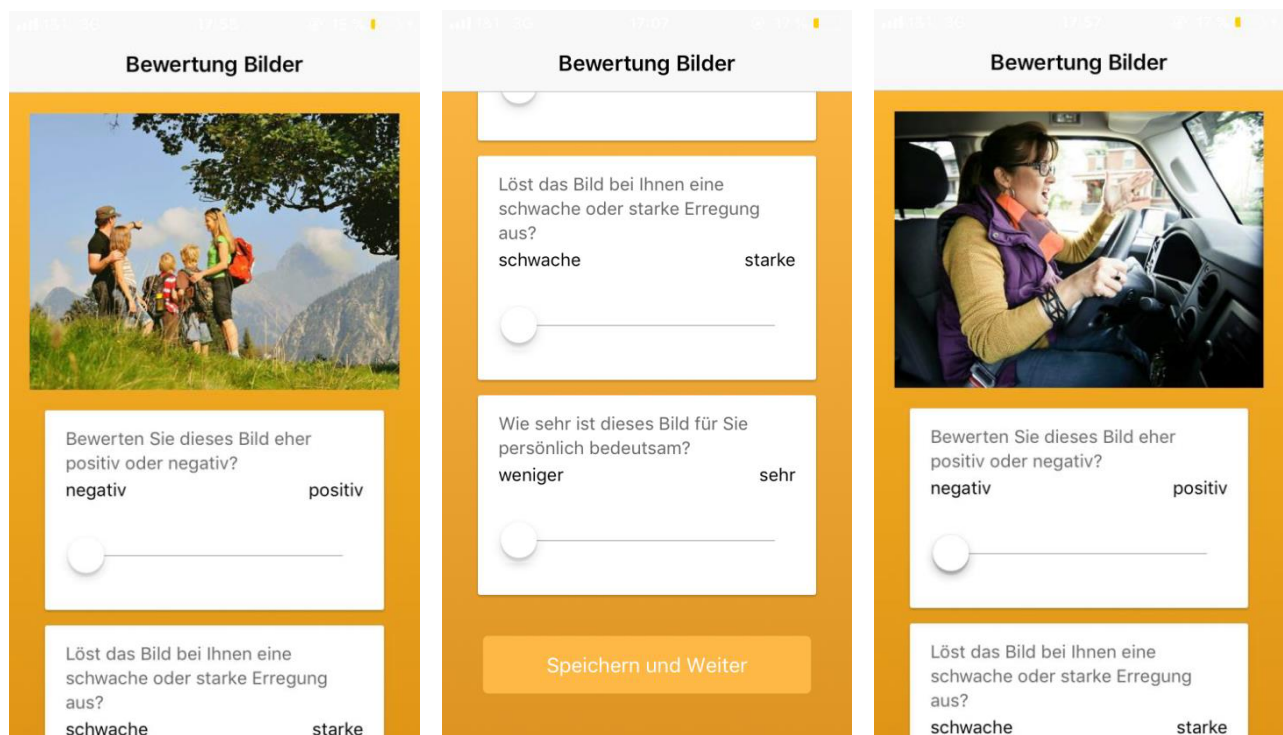 Bewertung Bilder
Bewerten Sie dieses Bild eher
positiv oder negativ?
negativ positiv
Löst das Bild bei Ihnen eine
schwache oder starke Erregung
aus?
schwache starke
Bewertung Bilder
Löst das Bild bei Ihnen eine
schwache oder starke Erregung
aus?
schwache starke
Wie sehr ist dieses Bild für Sie
persönlich bedeutsam?
weniger sehr
Speichern und Weiter
Bewertung Bilder
Bewerten Sie dieses Bild eher
positiv oder negativ?
negativ positiv
Löst das Bild bei Ihnen eine
schwache oder starke Erregung
aus?
schwache starke